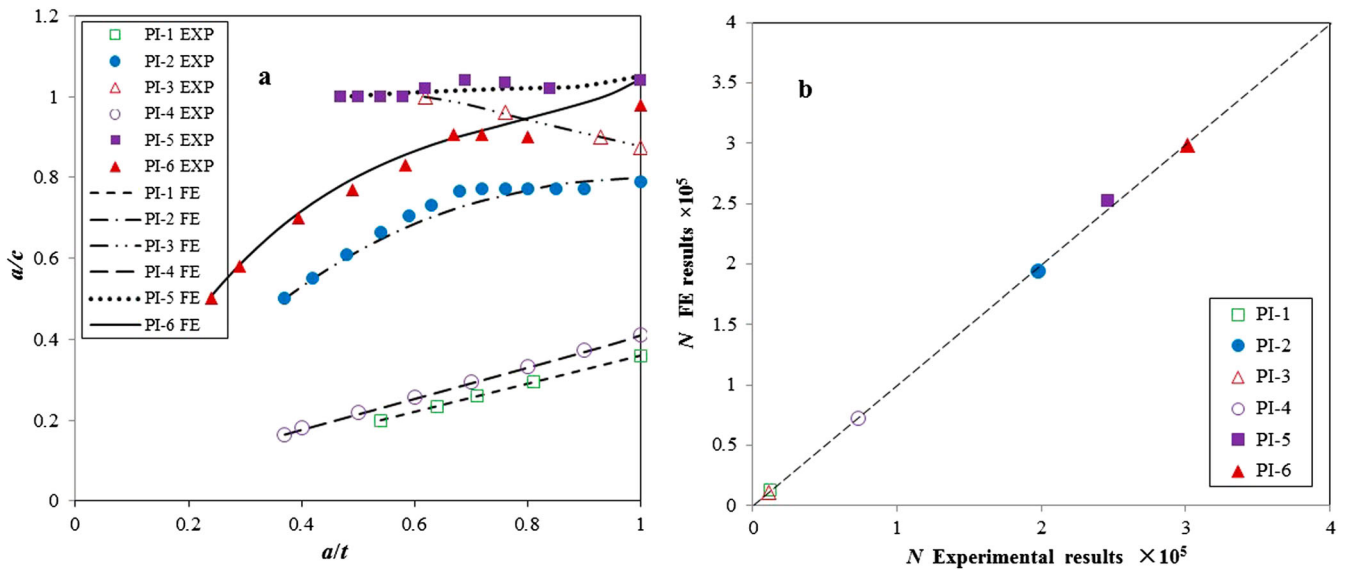 1.2
1
0.8
0.6
0.4
0.2
0
a/c
0 0.2 0.4 0.6 0.8 1
a/t
a
PI-1 EXP
PI-2 EXP
PI-3 EXP
PI-4 EXP
PI-5 EXP
PI-6 EXP
PI-1 FE
PI-2 FE
PI-3 FE
PI-4 FE
PI-5 FE
PI-6 FE
4
3.5
3
2.5
2
1.5
1
0.5
0
N FE results ×10⁵
0 1 2 3 4
N Experimental results ×10⁵
b
PI-1
PI-2
PI-3
PI-4
PI-5
PI-6